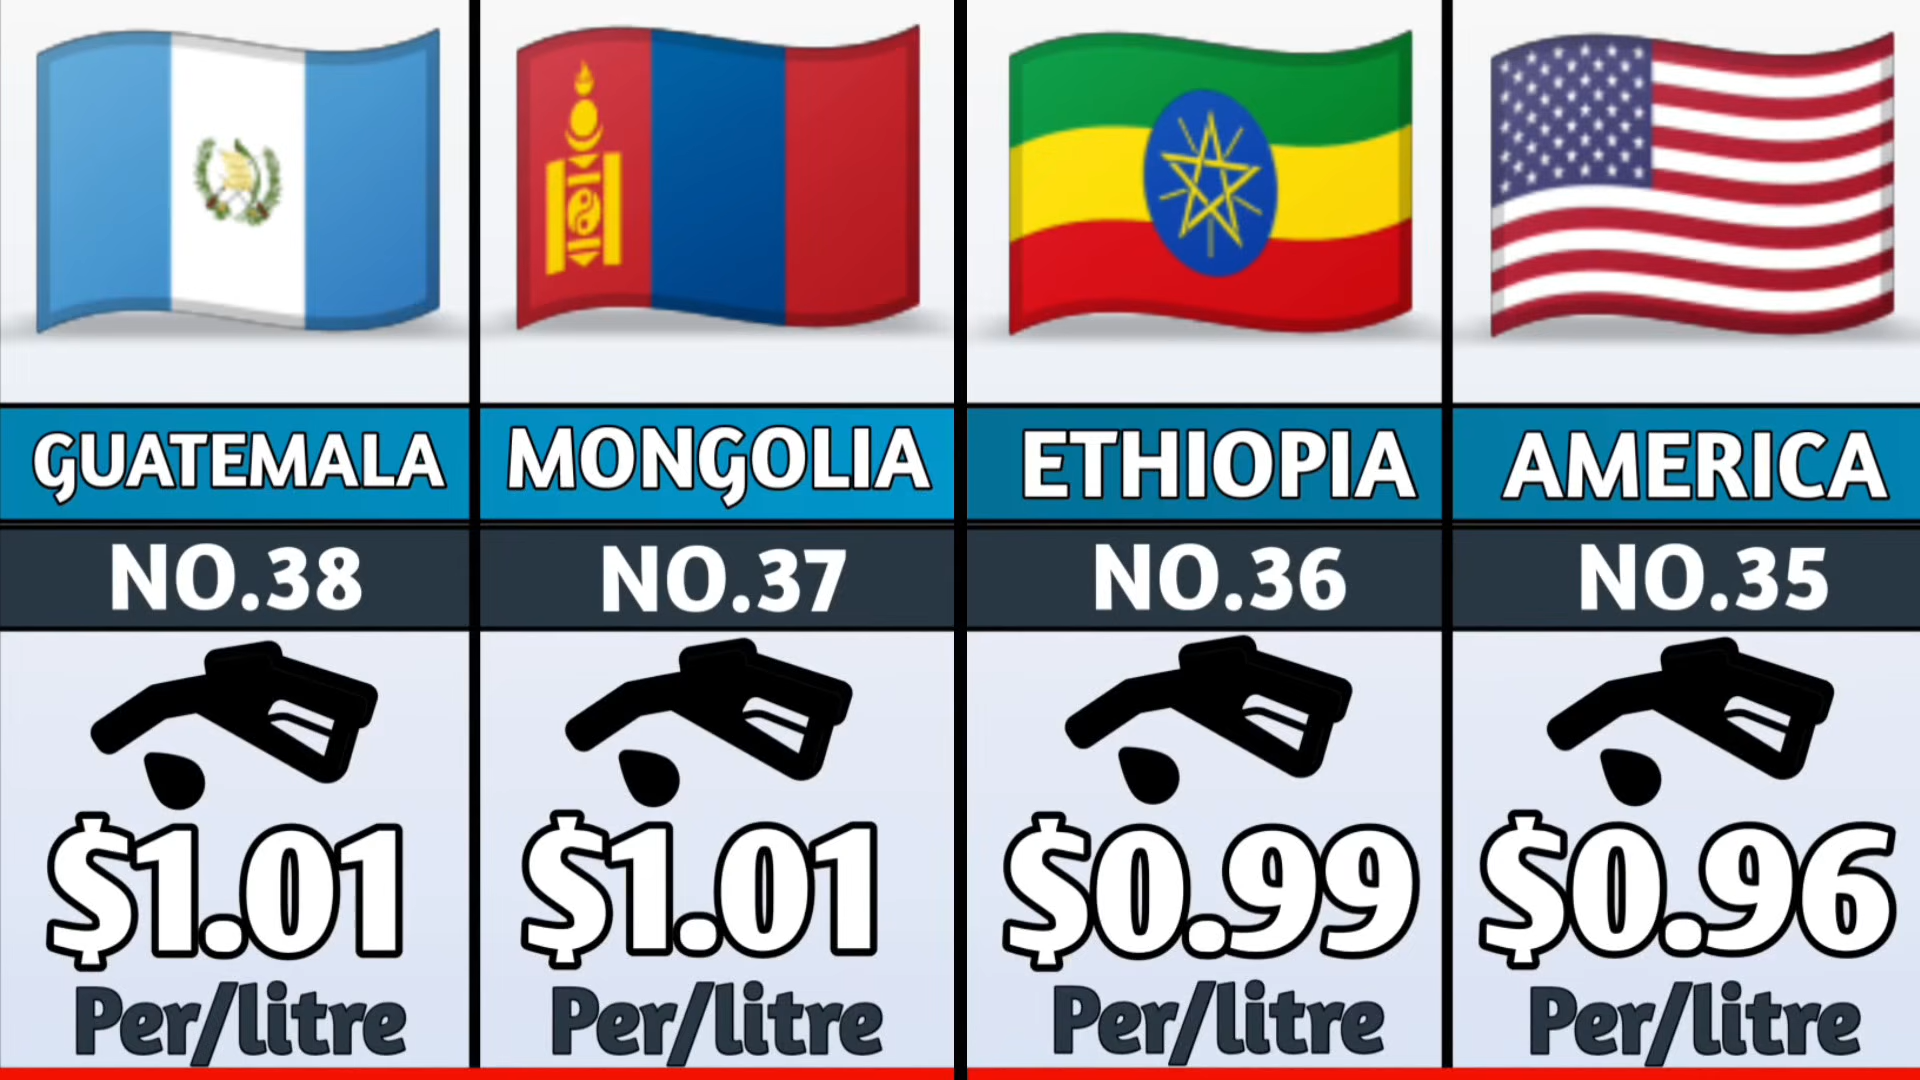 GUATEMALA
NO.38
$1.01
Per/litre
MONGOLIA
NO.37
$1.01
Per/litre
ETHIOPIA
NO.36
$0.99
Per/litre
AMERICA
NO.35
$0.96
Per/litre